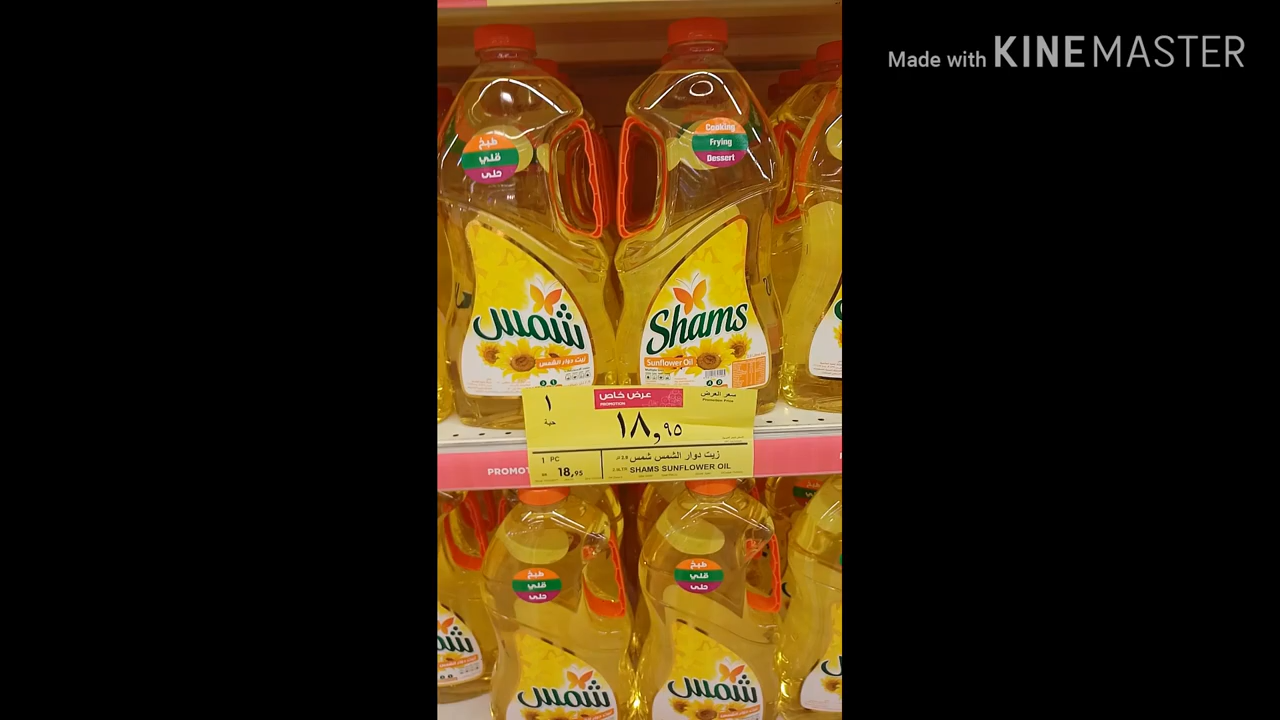 Made with KINEMASTER
طبخ
قلي
حلى
Cooking
Frying
Dessert
شمس
زيت دوار الشمس
Shams
Sunflower Oil
عرض خاص
PROMOTION
سعر العرض
Promotion Price
١
حبة
١٨,٩٥
زيت دوار الشمس شمس
1 PC
18,95
SHAMS SUNFLOWER OIL
PROMOT
طبخ
قلي
حلى
طبخ
قلي
حلى
شمس
شمس